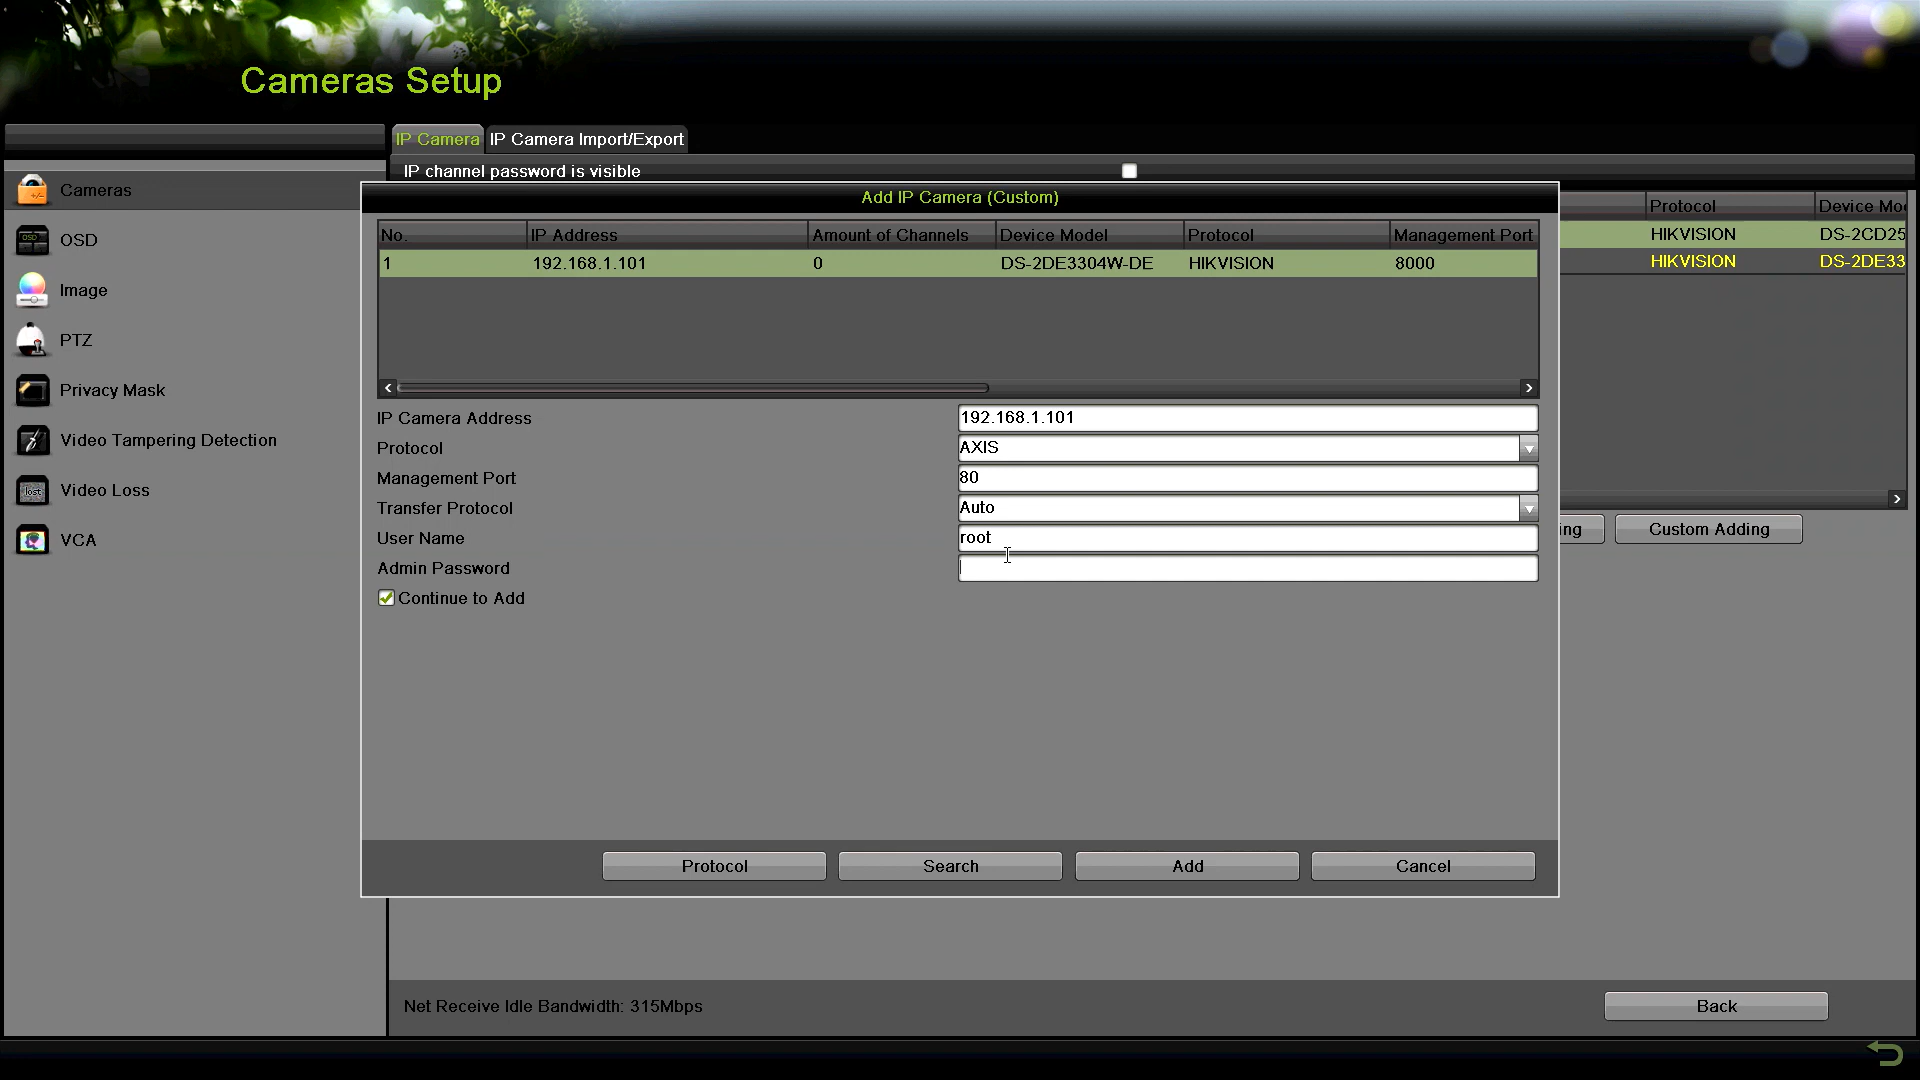 Cameras Setup
IP Camera IP Camera Import/Export
IP channel password is visible
Cameras
OSD
Image
PTZ
Privacy Mask
Video Tampering Detection
Video Loss
VCA
Add IP Camera (Custom)
No. IP Address Amount of Channels Device Model Protocol Management Port
1 192.168.1.101 0 DS-2DE3304W-DE HIKVISION 8000
Protocol Device Mo
HIKVISION DS-2CD25
HIKVISION DS-2DE33
IP Camera Address 192.168.1.101
Protocol AXIS
Management Port 80
Transfer Protocol Auto
User Name root
Admin Password
Continue to Add
ing Custom Adding
Protocol Search Add Cancel
Net Receive Idle Bandwidth: 315Mbps
Back